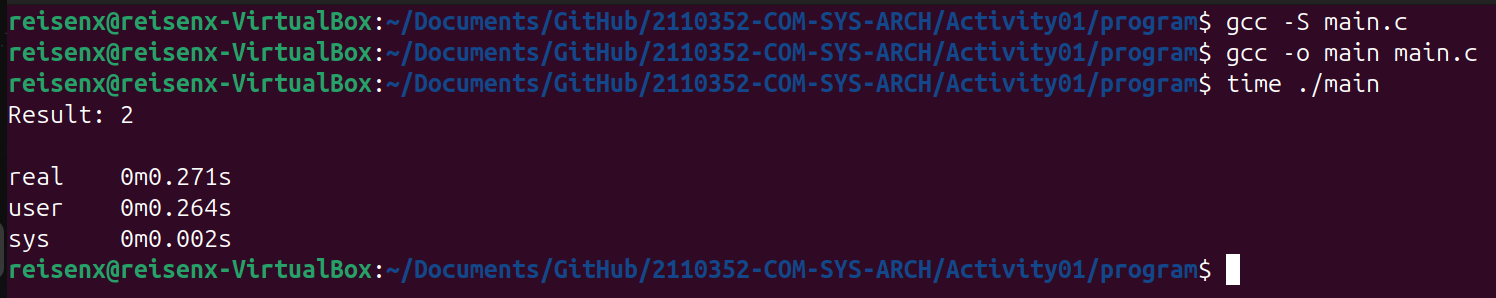 reisenx@reisenx-VirtualBox:~/Documents/GitHub/2110352-COM-SYS-ARCH/Activity01/program$ gcc -S main.c
reisenx@reisenx-VirtualBox:~/Documents/GitHub/2110352-COM-SYS-ARCH/Activity01/program$ gcc -o main main.c
reisenx@reisenx-VirtualBox:~/Documents/GitHub/2110352-COM-SYS-ARCH/Activity01/program$ time ./main
Result: 2
real    0m0.271s
user    0m0.264s
sys     0m0.002s
reisenx@reisenx-VirtualBox:~/Documents/GitHub/2110352-COM-SYS-ARCH/Activity01/program$